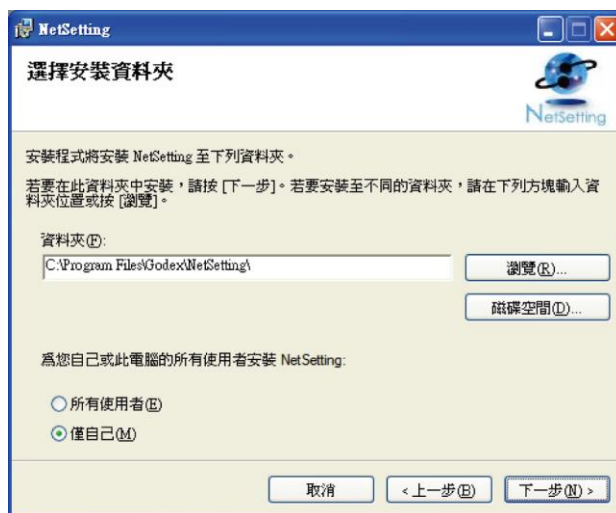 NetSetting
選擇安裝資料夾
NetSetting
安裝程式將安裝 NetSetting 至下列資料夾。
若要在此資料夾中安裝，請按 [下一步]。若要安裝至不同的資料夾，請在下列方塊輸入資
料夾位置或按 [瀏覽]。
資料夾(F):
C:\Program Files\Godex\NetSetting\
瀏覽(R)...
磁碟空間(D)...
爲您自己或此電腦的所有使用者安裝 NetSetting:
所有使用者(E)
僅自己(M)
取消
<上一步(B)
下一步(N) >